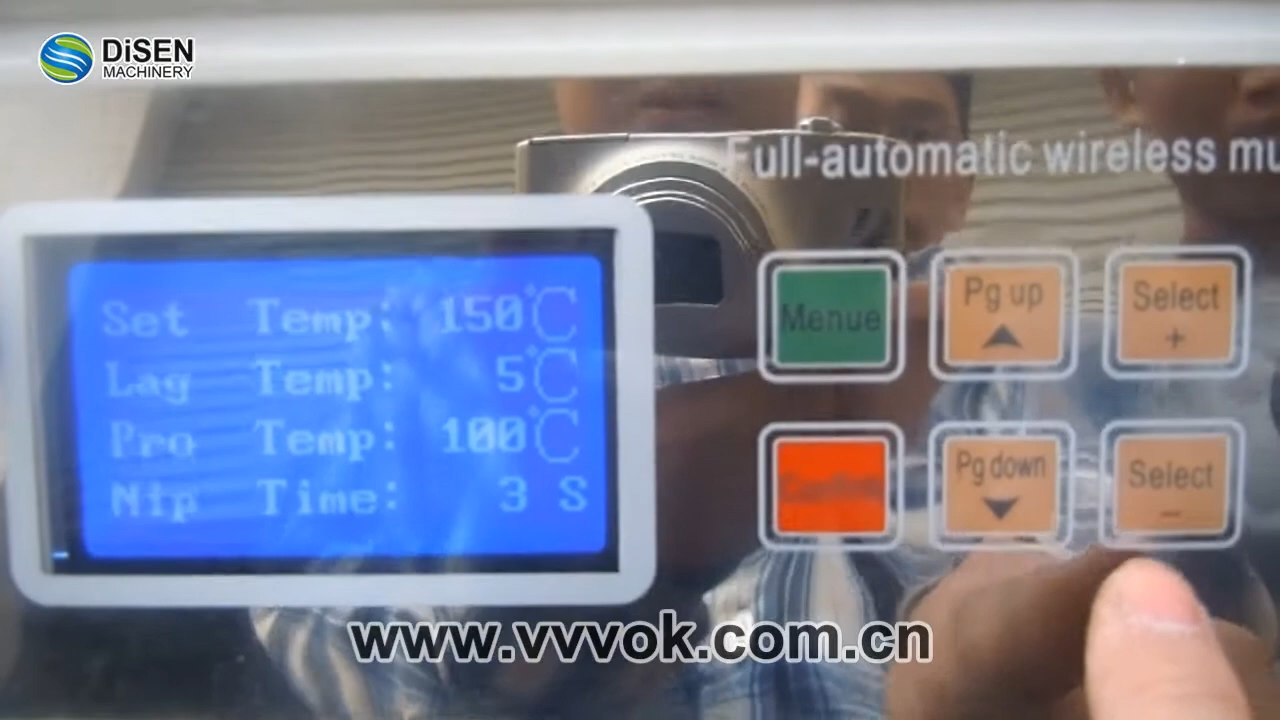 DiSEN
MACHINERY
Full-automatic wireless
Set Temp: 150℃
Lag Temp: 5℃
Pro Temp: 100℃
Nip Time: 3 S
Menue
Pg up
Select
+
Pg down
Select
-
www.vvvok.com.cn